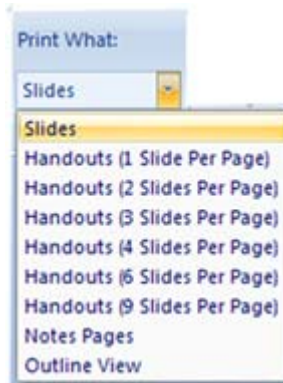 Print What:
Slides
Slides
Handouts (1 Slide Per Page)
Handouts (2 Slides Per Page)
Handouts (3 Slides Per Page)
Handouts (4 Slides Per Page)
Handouts (6 Slides Per Page)
Handouts (9 Slides Per Page)
Notes Pages
Outline View